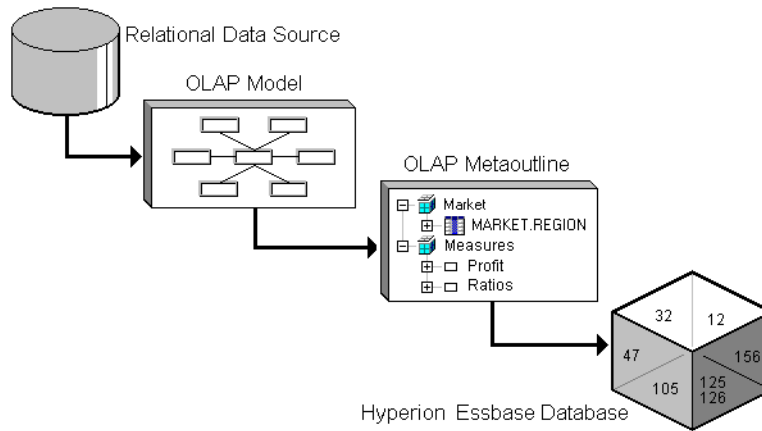 Relational Data Source
OLAP Model
OLAP Metaoutline
Market
MARKET.REGION
Measures
Profit
Ratios
32
12
47
156
105
125
126
Hyperion Essbase Database